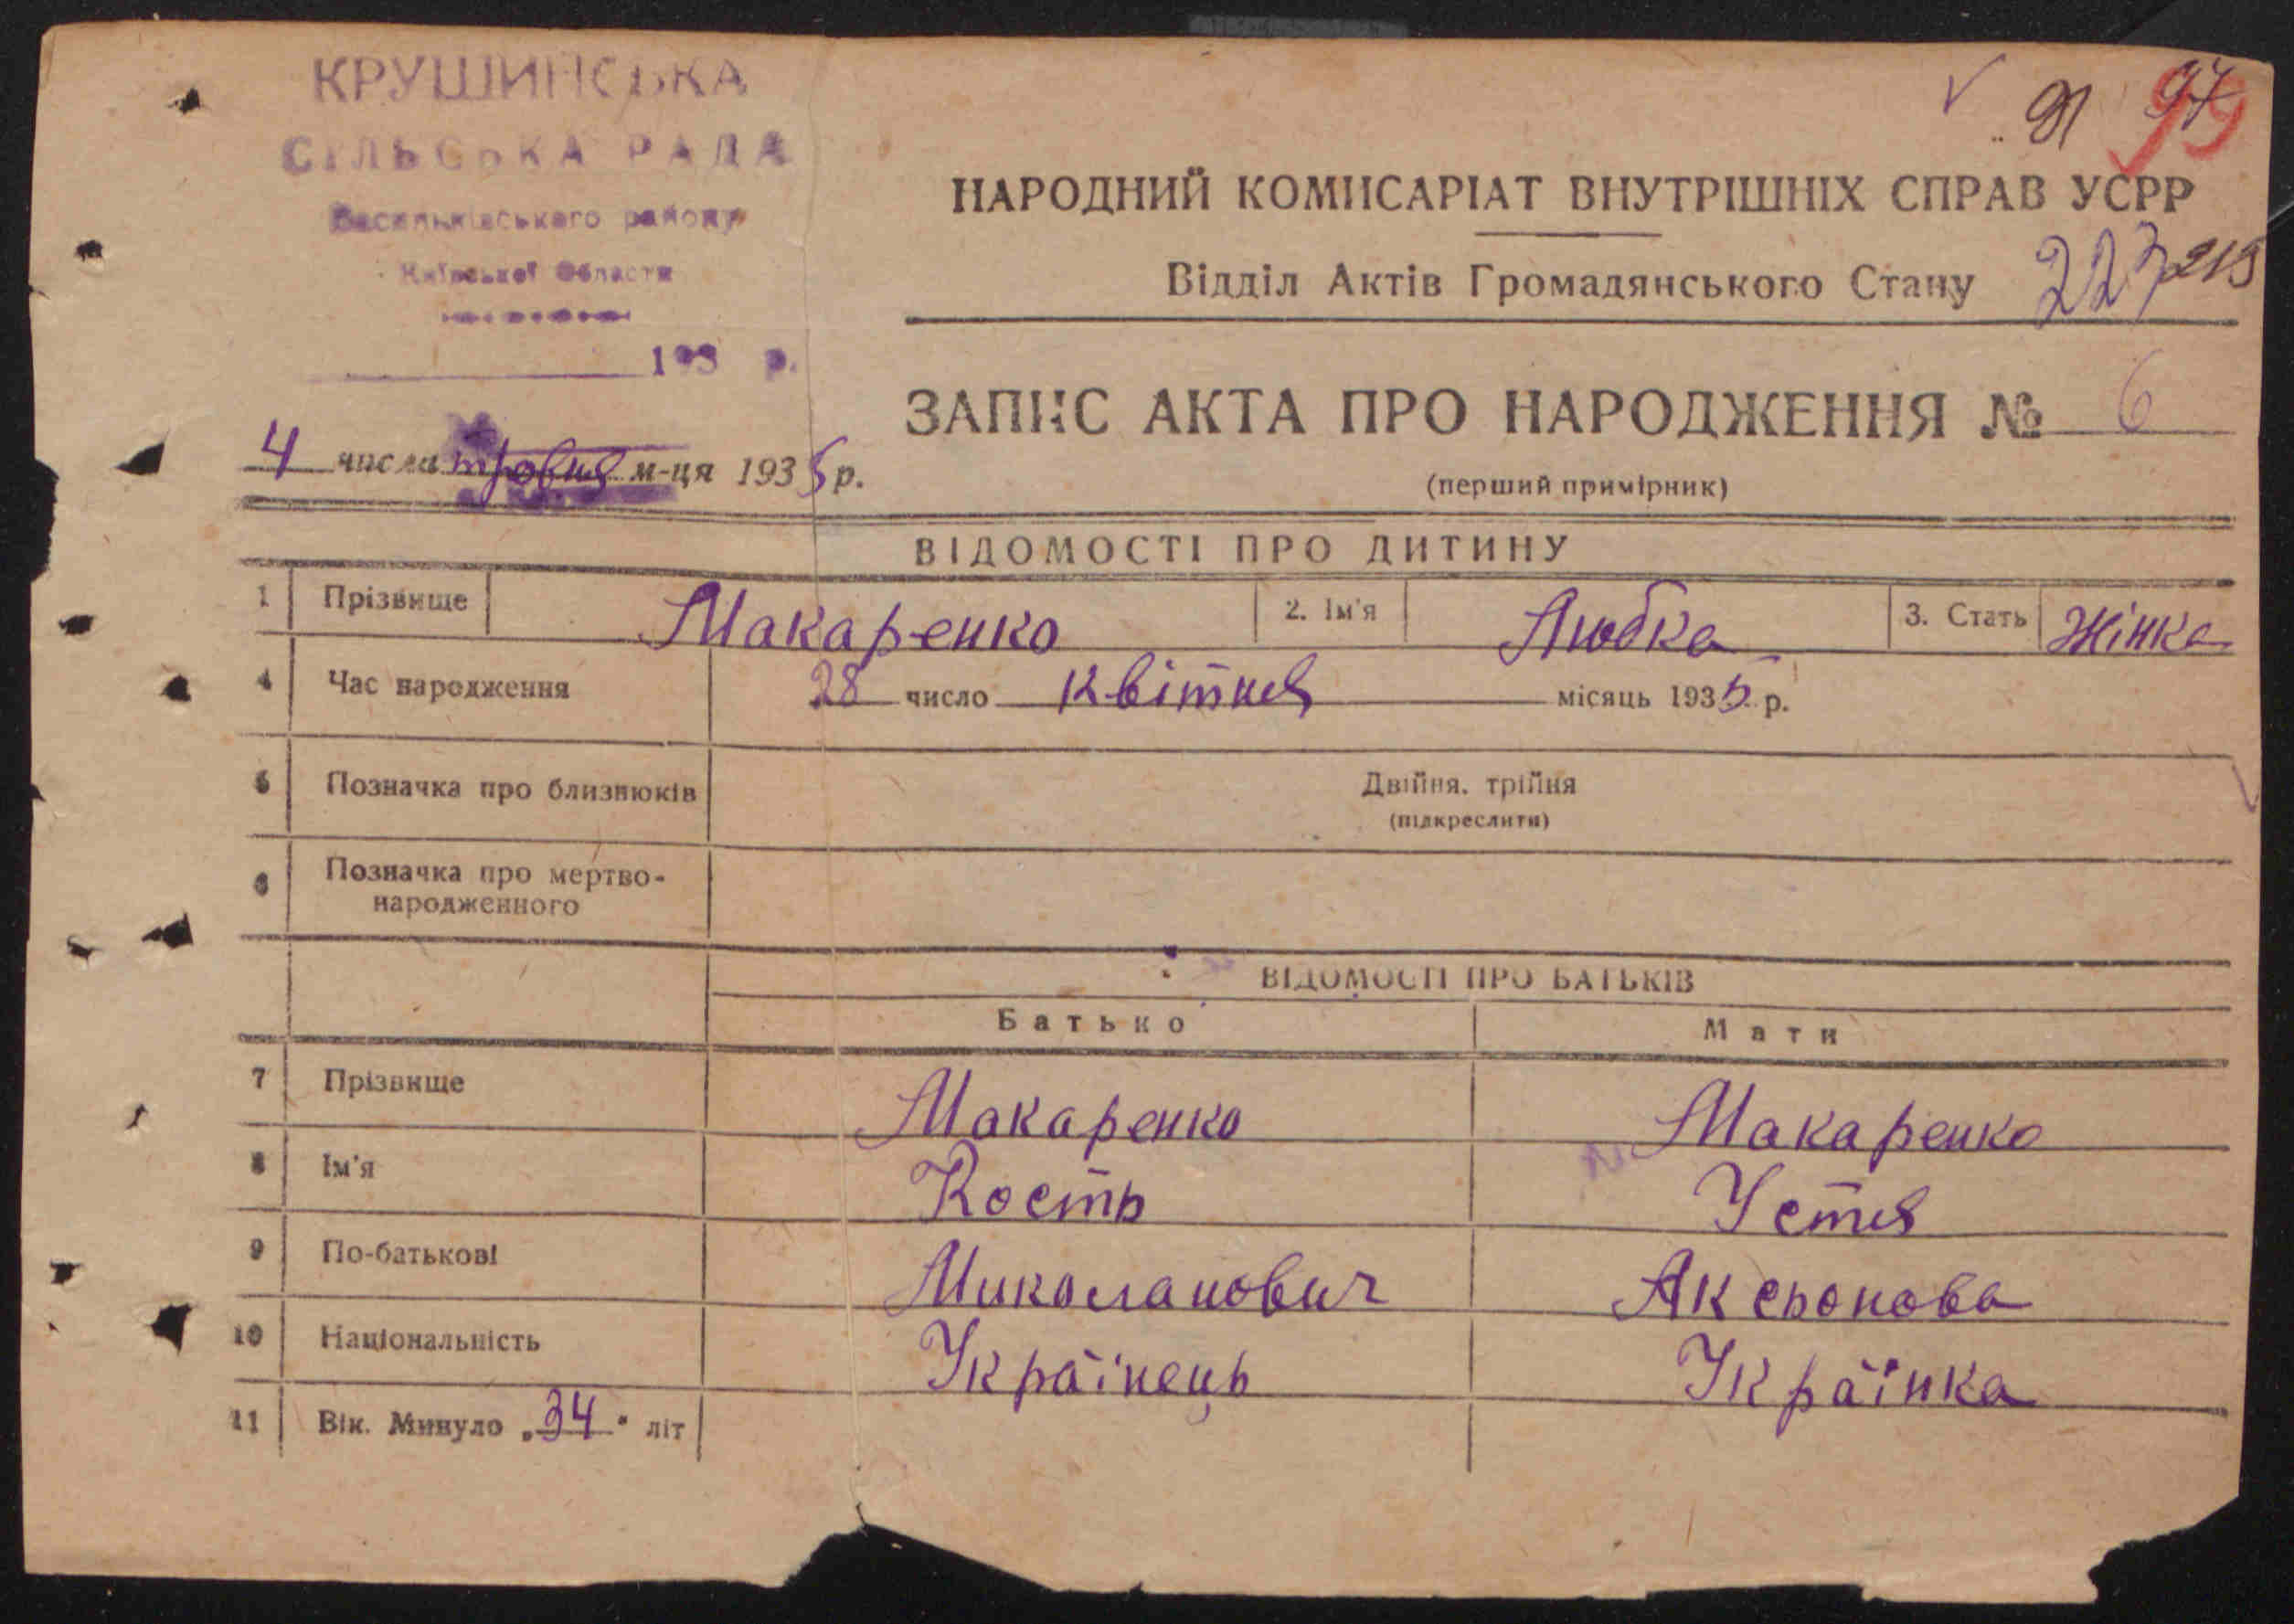 КРУШИНСЬКА
СІЛЬСЬКА РАДА
Васильківського району
Київської Области
193 р.
91 97 99
НАРОДНИЙ КОМІСАРІАТ ВНУТРІШНІХ СПРАВ УСРР
Відділ Актів Громадянського Стану 223 219
ЗАПИС АКТА ПРО НАРОДЖЕННЯ № 6
(перший примірник)
4 числа травня м-ця 1935 р.
ВІДОМОСТІ ПРО ДИТИНУ
1 Прізвище Макаренко 2. Ім'я Любка 3. Стать Жінка
4 Час народження 28 число квітня місяць 1935 р.
5 Позначка про близнюків Двійня, трійня
(підкреслити)
6 Позначка про мертво-
народженного
ВІДОМОСТІ ПРО БАТЬКІВ
Батько Мати
7 Прізвище Макаренко Макаренко
8 Ім'я Кость Устя
9 По-батькові Миколайович
10 Національність Українець Українка
11 Вік. Минуло „34" літ